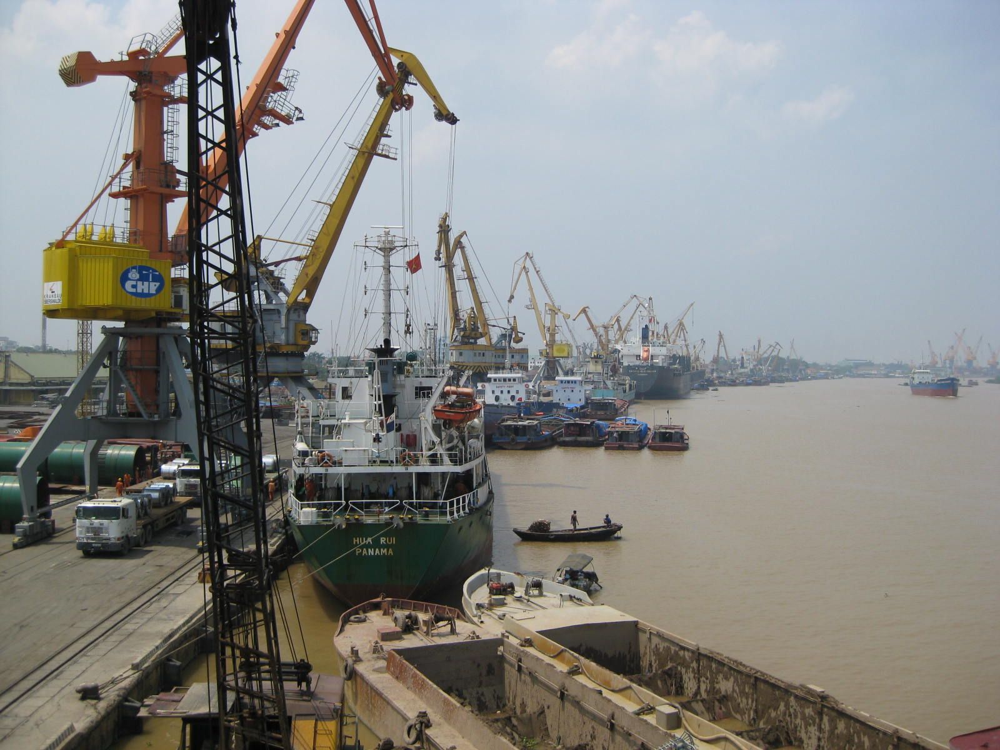 CHP
KRANBAU
EBERSWALDE
SAFETY FIRST
SAFETY FIRST
HUA RUI
PANAMA